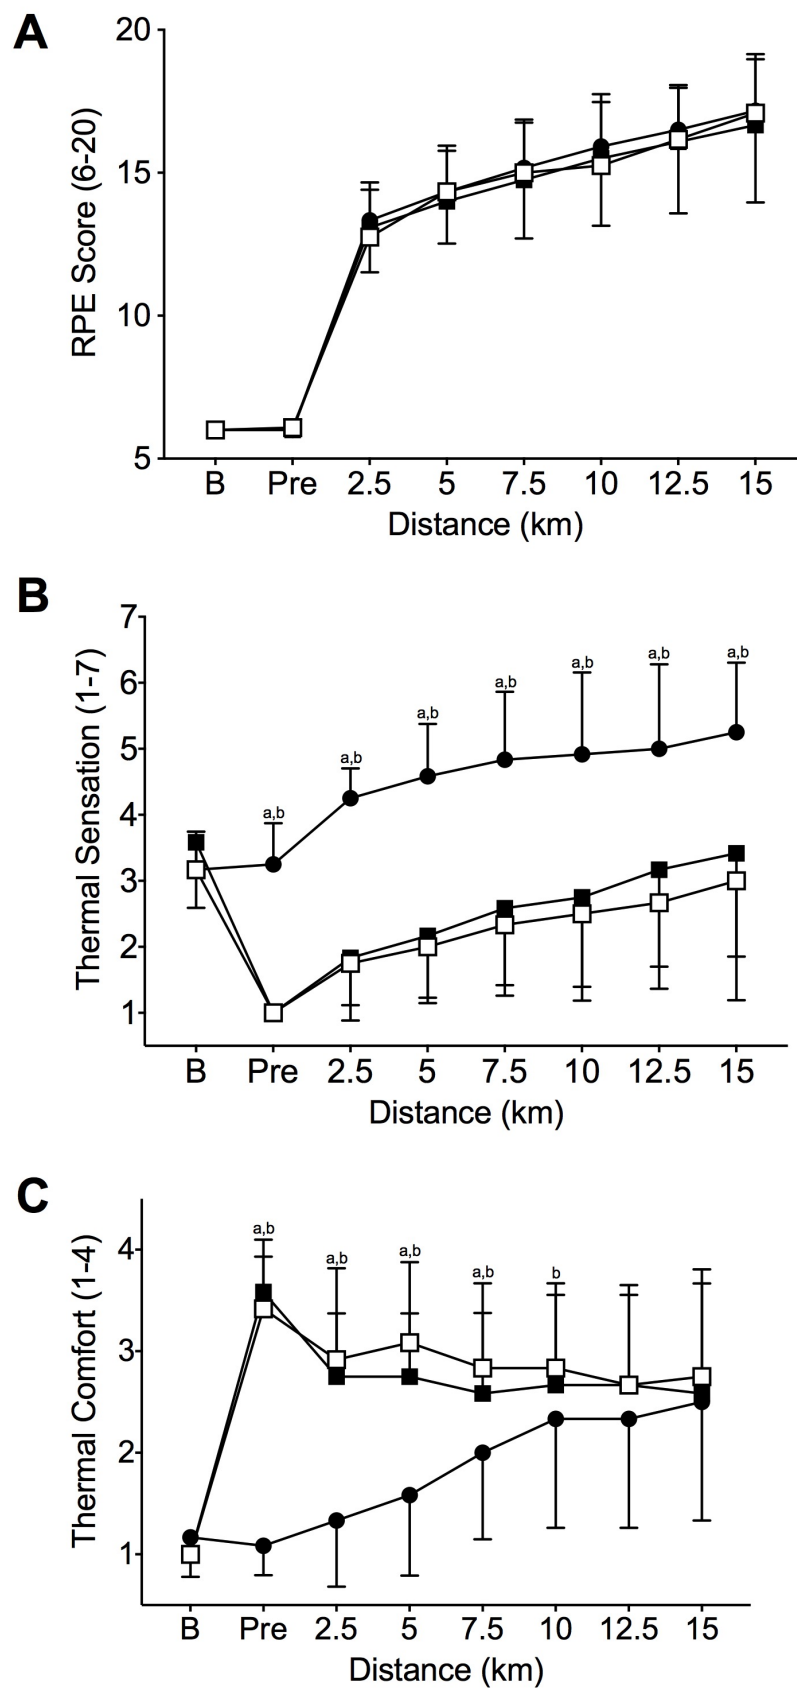 A
RPE Score (6-20)
20
15
10
5
B Pre 2.5 5 7.5 10 12.5 15
Distance (km)
B
Thermal Sensation (1-7)
7
6
5
4
3
2
1
a,b a,b a,b a,b a,b a,b a,b
B Pre 2.5 5 7.5 10 12.5 15
Distance (km)
C
Thermal Comfort (1-4)
4
3
2
1
a,b a,b a,b a,b b
B Pre 2.5 5 7.5 10 12.5 15
Distance (km)